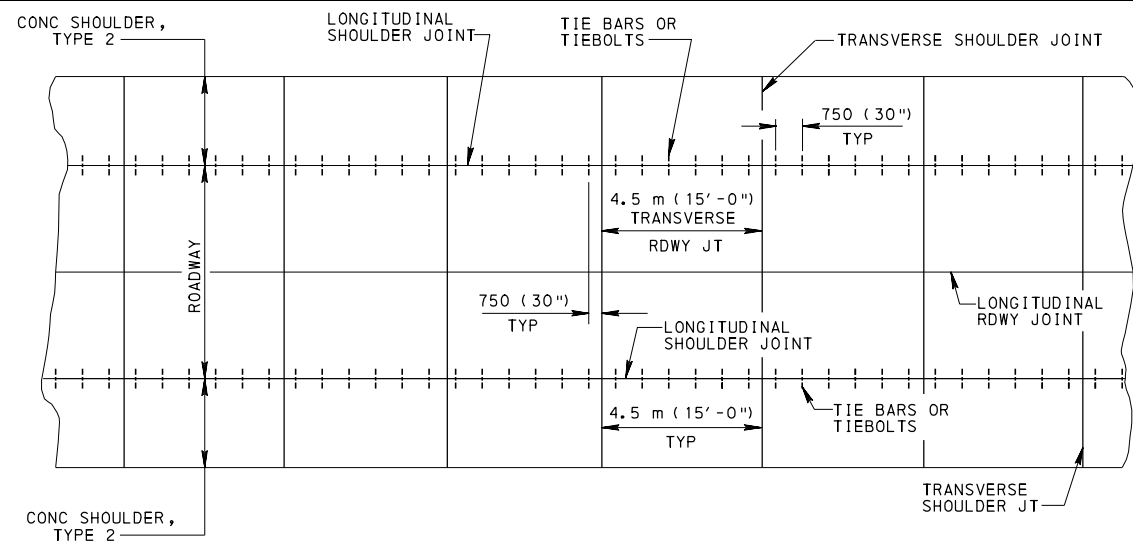 CONC SHOULDER,
TYPE 2
LONGITUDINAL
SHOULDER JOINT
TIE BARS OR
TIEBOLTS
TRANSVERSE SHOULDER JOINT
750 (30")
TYP
4.5 m (15'-0")
TRANSVERSE
RDWY JT
ROADWAY
750 (30")
TYP
LONGITUDINAL
SHOULDER JOINT
LONGITUDINAL
RDWY JOINT
4.5 m (15'-0")
TYP
TIE BARS OR
TIEBOLTS
TRANSVERSE
SHOULDER JT
CONC SHOULDER,
TYPE 2